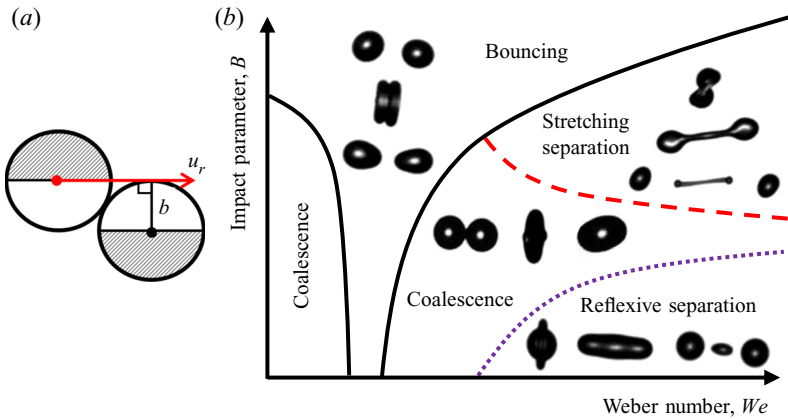 (a)
u_r
b
(b)
Impact parameter, B
Bouncing
Stretching
separation
Coalescence
Coalescence
Reflexive separation
Weber number, We